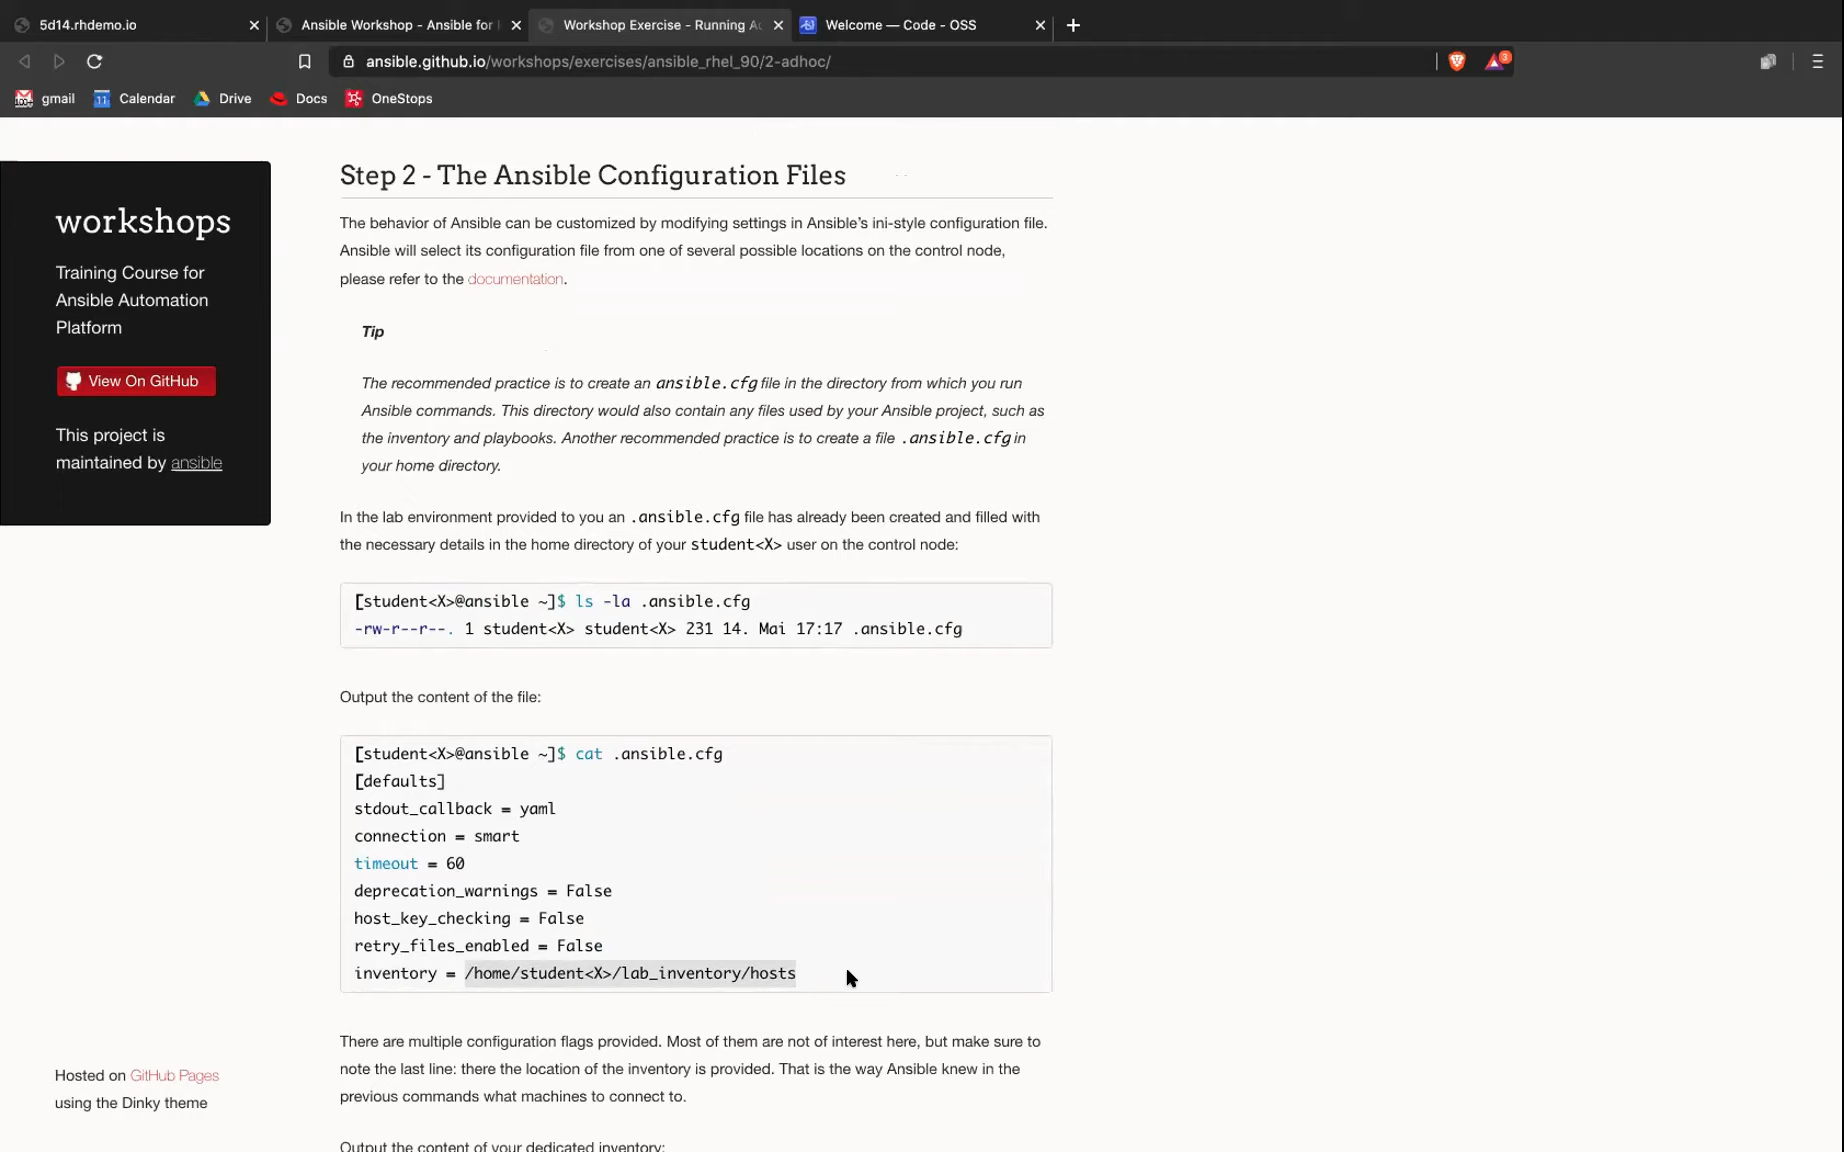 5d14.rhdemo.io
Ansible Workshop - Ansible for
Workshop Exercise - Running A
Welcome — Code - OSS
ansible.github.io/workshops/exercises/ansible_rhel_90/2-adhoc/
3
gmail
Calendar
Drive
Docs
OneStops
workshops
Training Course for
Ansible Automation
Platform
View On GitHub
This project is
maintained by ansible
Hosted on GitHub Pages
using the Dinky theme
Step 2 - The Ansible Configuration Files
The behavior of Ansible can be customized by modifying settings in Ansible’s ini-style configuration file.
Ansible will select its configuration file from one of several possible locations on the control node,
please refer to the documentation.
Tip
The recommended practice is to create an ansible.cfg file in the directory from which you run
Ansible commands. This directory would also contain any files used by your Ansible project, such as
the inventory and playbooks. Another recommended practice is to create a file .ansible.cfg in
your home directory.
In the lab environment provided to you an .ansible.cfg file has already been created and filled with
the necessary details in the home directory of your student<X> user on the control node:
[student<X>@ansible ~]$ ls -la .ansible.cfg
-rw-r--r--. 1 student<X> student<X> 231 14. Mai 17:17 .ansible.cfg
Output the content of the file:
[student<X>@ansible ~]$ cat .ansible.cfg
[defaults]
stdout_callback = yaml
connection = smart
timeout = 60
deprecation_warnings = False
host_key_checking = False
retry_files_enabled = False
inventory = /home/student<X>/lab_inventory/hosts
There are multiple configuration flags provided. Most of them are not of interest here, but make sure to
note the last line: there the location of the inventory is provided. That is the way Ansible knew in the
previous commands what machines to connect to.
Output the content of your dedicated inventory: